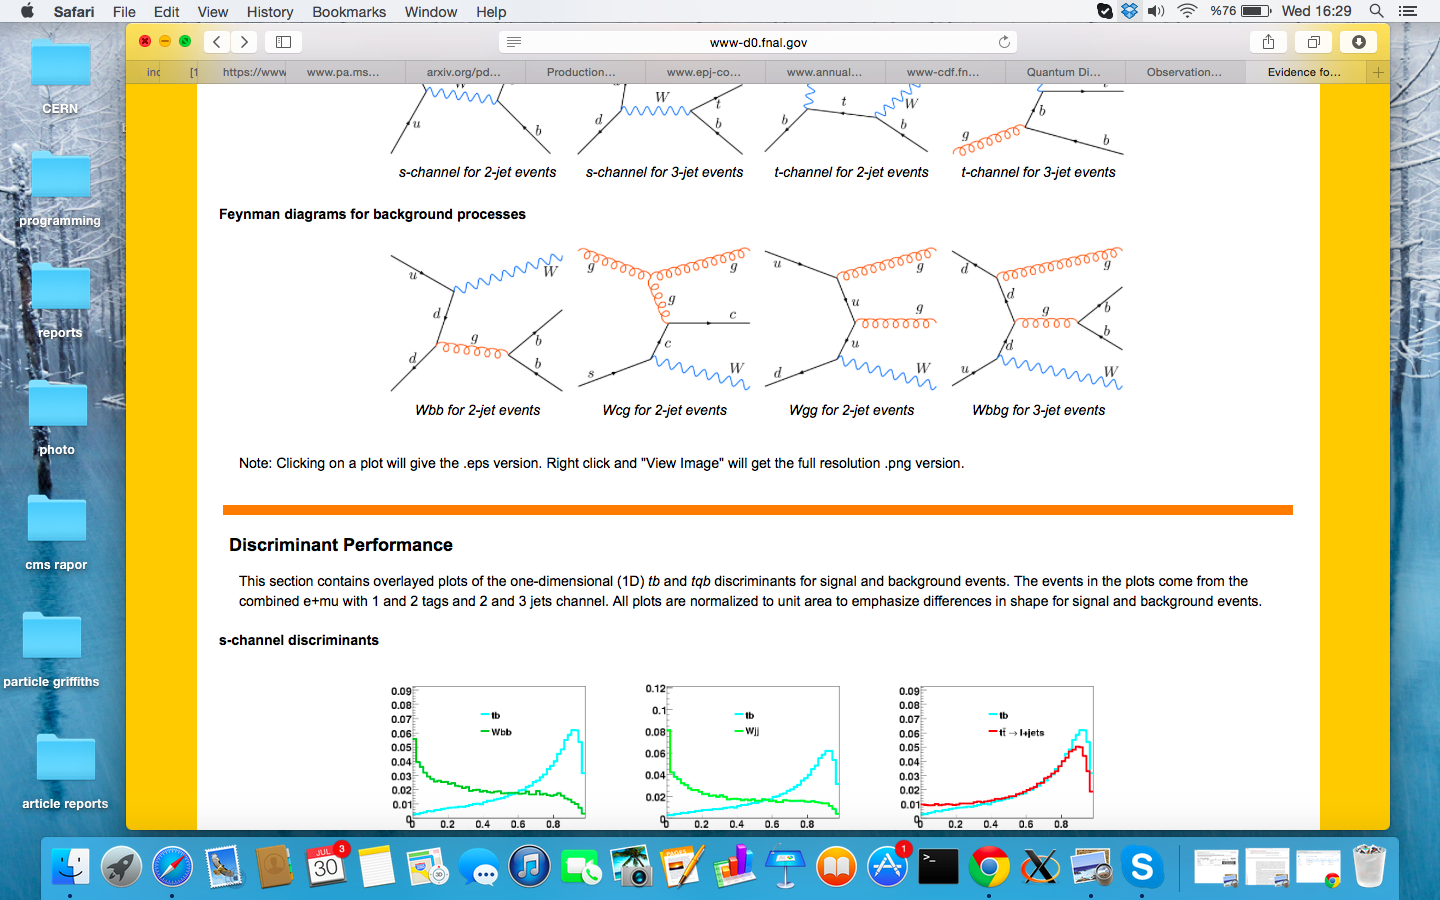 Safari File Edit View History Bookmarks Window Help %76 Wed 16:29
www-d0.fnal.gov
inc [1 https://www www.pa.ms... arxiv.org/pd... Production... www.epj-co... www.annual... www-cdf.fn... Quantum Di... Observation... Evidence fo...
CERN
programming
reports
photo
cms rapor
particle griffiths
article reports
u b d W t b b t W b g b b
s-channel for 2-jet events s-channel for 3-jet events t-channel for 2-jet events t-channel for 3-jet events
Feynman diagrams for background processes
u W d g b d b
g g g c c s W
u g u g u d W
d g d g b b d u W
Wbb for 2-jet events Wcg for 2-jet events Wgg for 2-jet events Wbbg for 3-jet events
Note: Clicking on a plot will give the .eps version. Right click and "View Image" will get the full resolution .png version.
Discriminant Performance
This section contains overlayed plots of the one-dimensional (1D) tb and tqb discriminants for signal and background events. The events in the plots come from the
combined e+mu with 1 and 2 tags and 2 and 3 jets channel. All plots are normalized to unit area to emphasize differences in shape for signal and background events.
s-channel discriminants
0.09
0.08
0.07
0.06
0.05
0.04
0.03
0.02
0.01
0
tb
Wbb
0 0.2 0.4 0.6 0.8
0.12
0.1
0.08
0.06
0.04
0.02
0
tb
Wjj
0 0.2 0.4 0.6 0.8
0.09
0.08
0.07
0.06
0.05
0.04
0.03
0.02
0.01
0
tb
tt̄ → l+jets
0 0.2 0.4 0.6 0.8
JUL 30 3
1